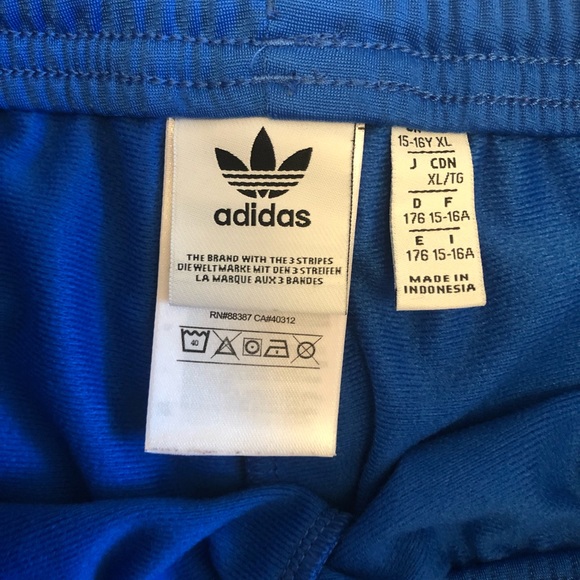 adidas
THE BRAND WITH THE 3 STRIPES
DIE WELTMARKE MIT DEN 3 STREIFEN
LA MARQUE AUX 3 BANDES
RN#88387 CA#40312
40
15-16Y XL
J CDN
XL/TG
D F
176 15-16A
E I
176 15-16A
MADE IN
INDONESIA